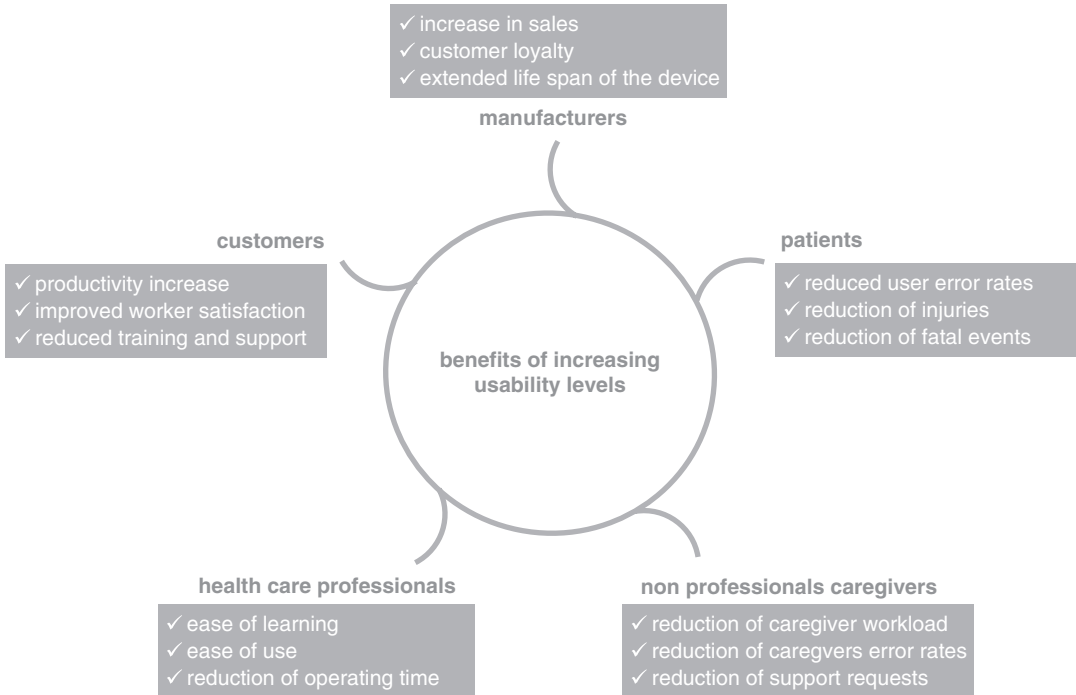 ✓ increase in sales
✓ customer loyalty
✓ extended life span of the device
manufacturers
customers
✓ productivity increase
✓ improved worker satisfaction
✓ reduced training and support
patients
✓ reduced user error rates
✓ reduction of injuries
✓ reduction of fatal events
benefits of increasing
usability levels
health care professionals
✓ ease of learning
✓ ease of use
✓ reduction of operating time
non professionals caregivers
✓ reduction of caregiver workload
✓ reduction of caregvers error rates
✓ reduction of support requests